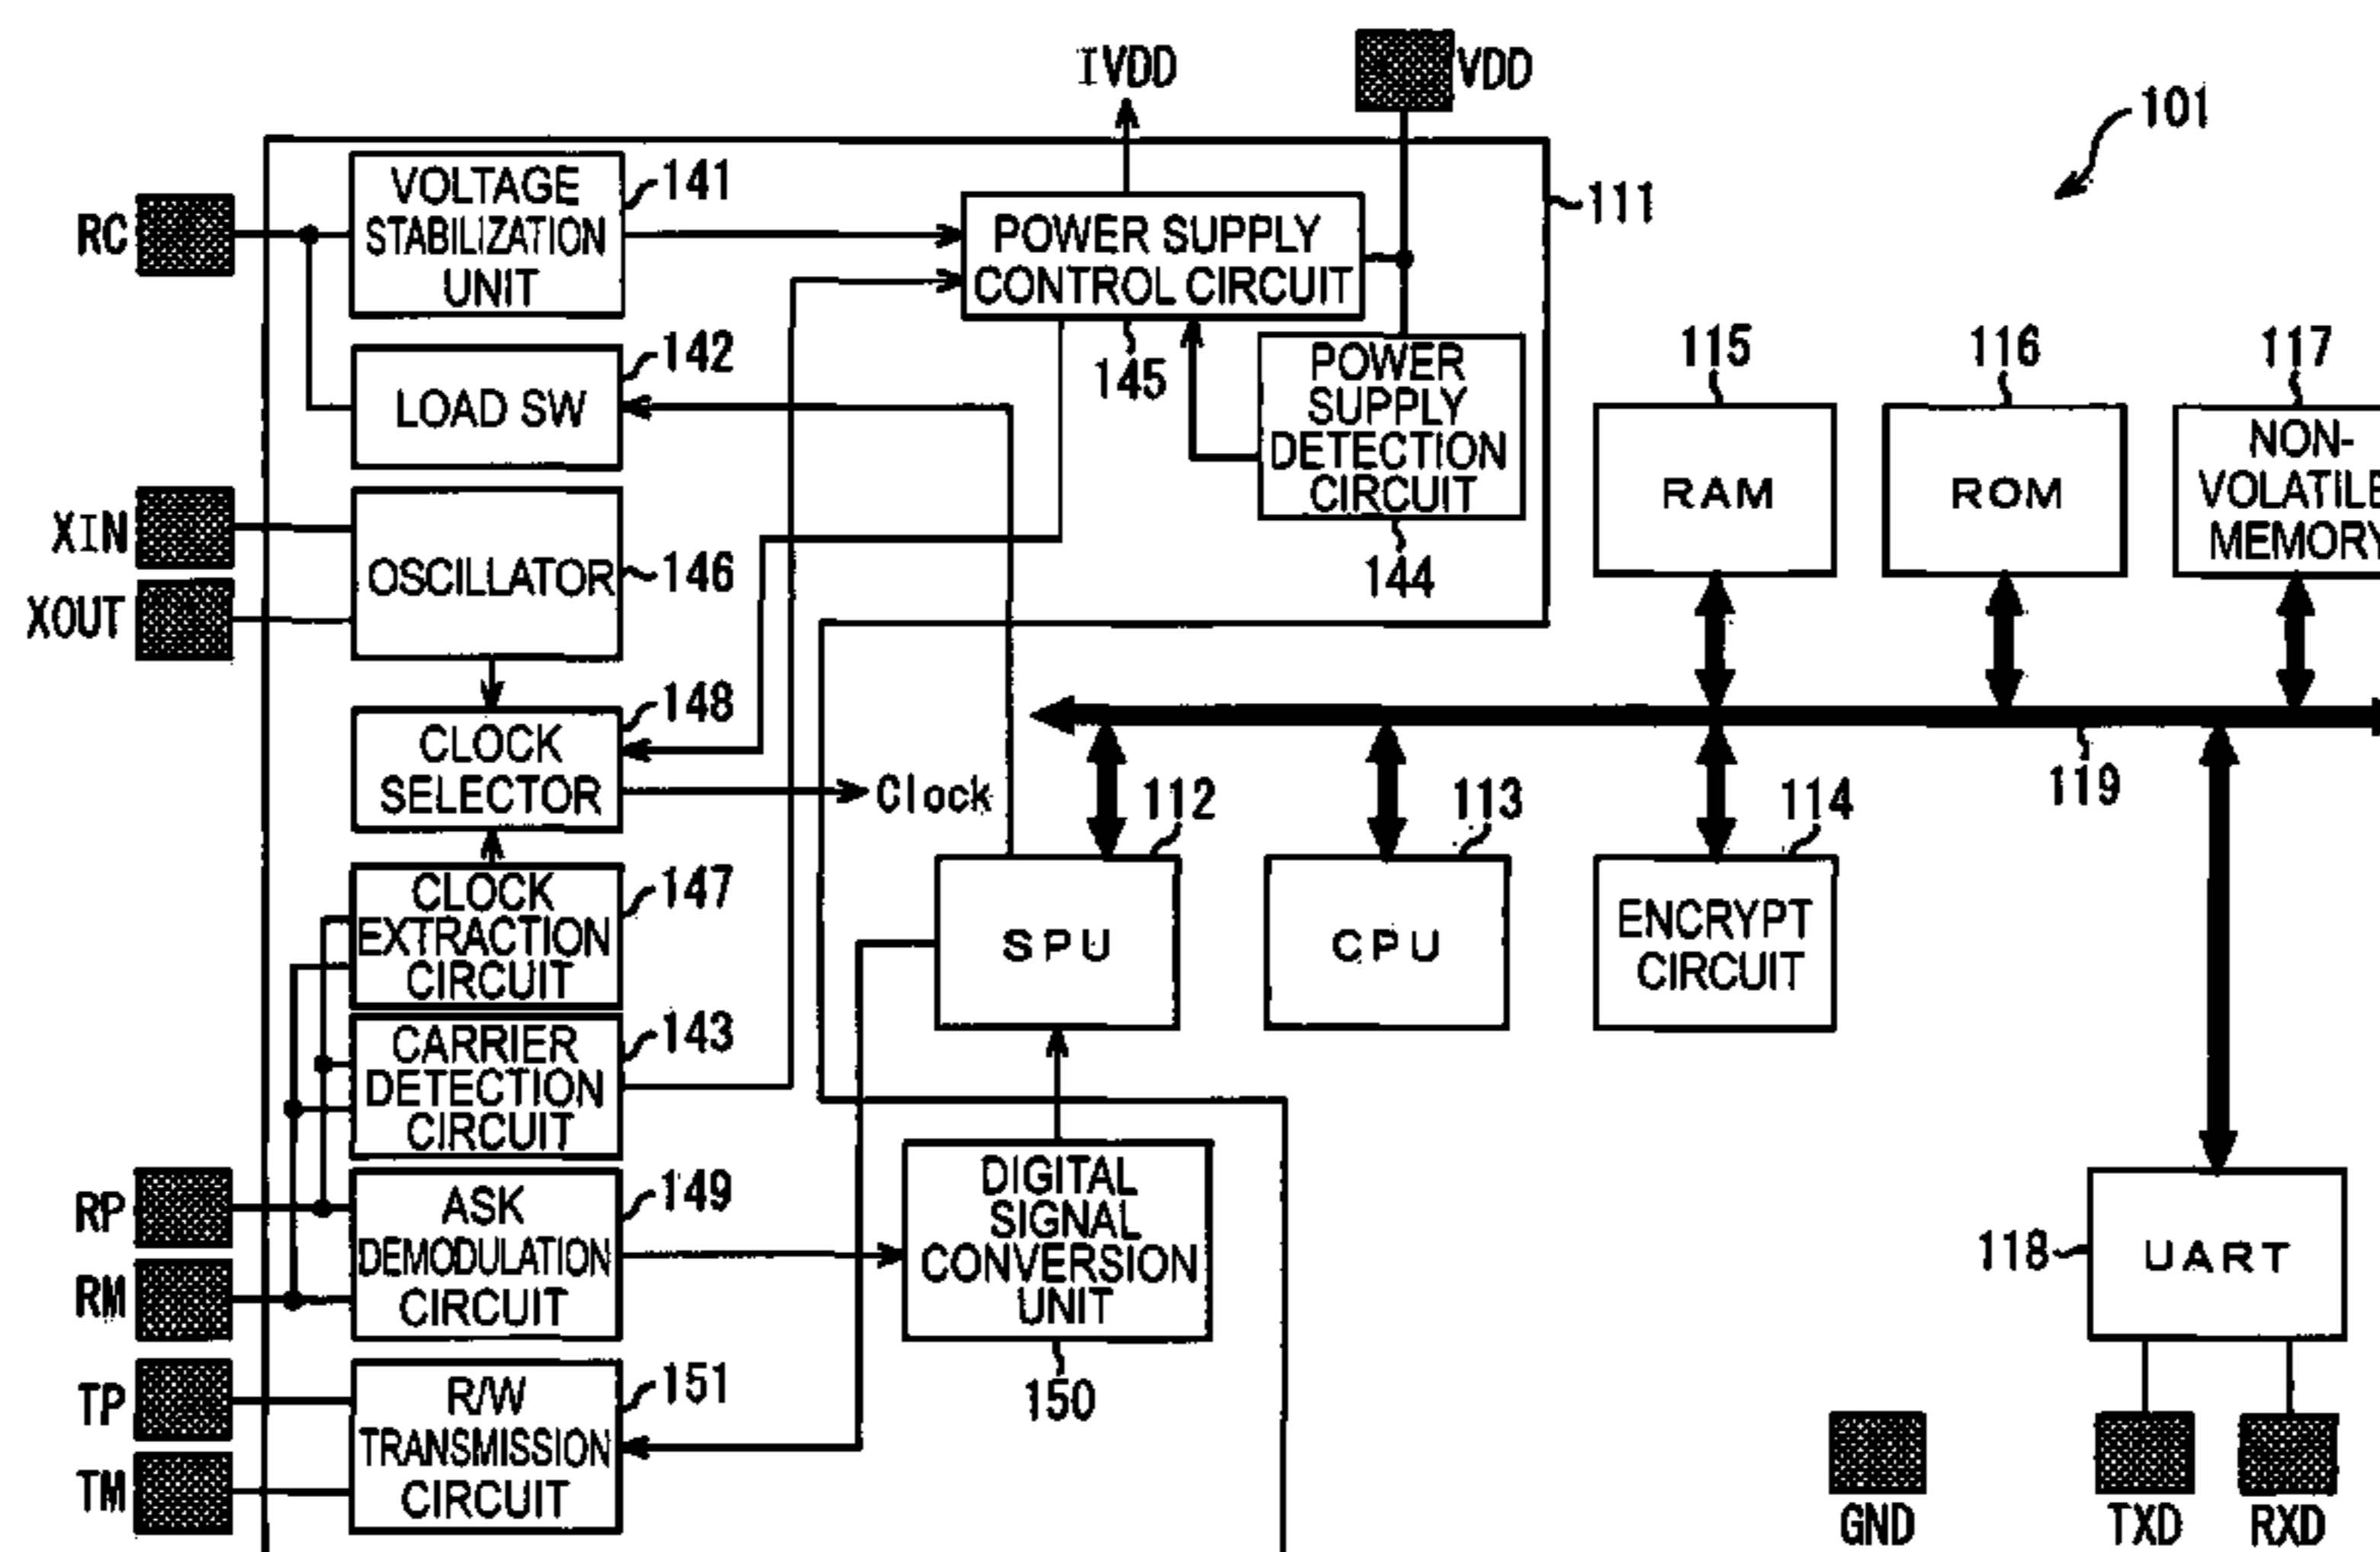 IVDD
VDD
101
VOLTAGE
STABILIZATION
UNIT
141
RC
POWER SUPPLY
CONTROL CIRCUIT
111
145
LOAD SW
142
POWER
SUPPLY
DETECTION
CIRCUIT
144
115
116
117
RAM
ROM
NON-
VOLATILE
MEMORY
XIN
XOUT
OSCILLATOR
146
CLOCK
SELECTOR
148
Clock
112
113
114
119
CLOCK
EXTRACTION
CIRCUIT
147
SPU
CPU
ENCRYPT
CIRCUIT
CARRIER
DETECTION
CIRCUIT
143
RP
RM
ASK
DEMODULATION
CIRCUIT
149
DIGITAL
SIGNAL
CONVERSION
UNIT
150
118
UART
TP
TM
R/W
TRANSMISSION
CIRCUIT
151
GND
TXD
RXD